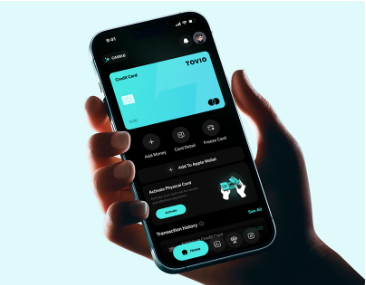 9:41
Credit Card
TOVIO
Add Money
Card Detail
Freeze Card
+ Add To Apple Wallet
Activate Physical Card
Activate
Transaction History
See All
Home